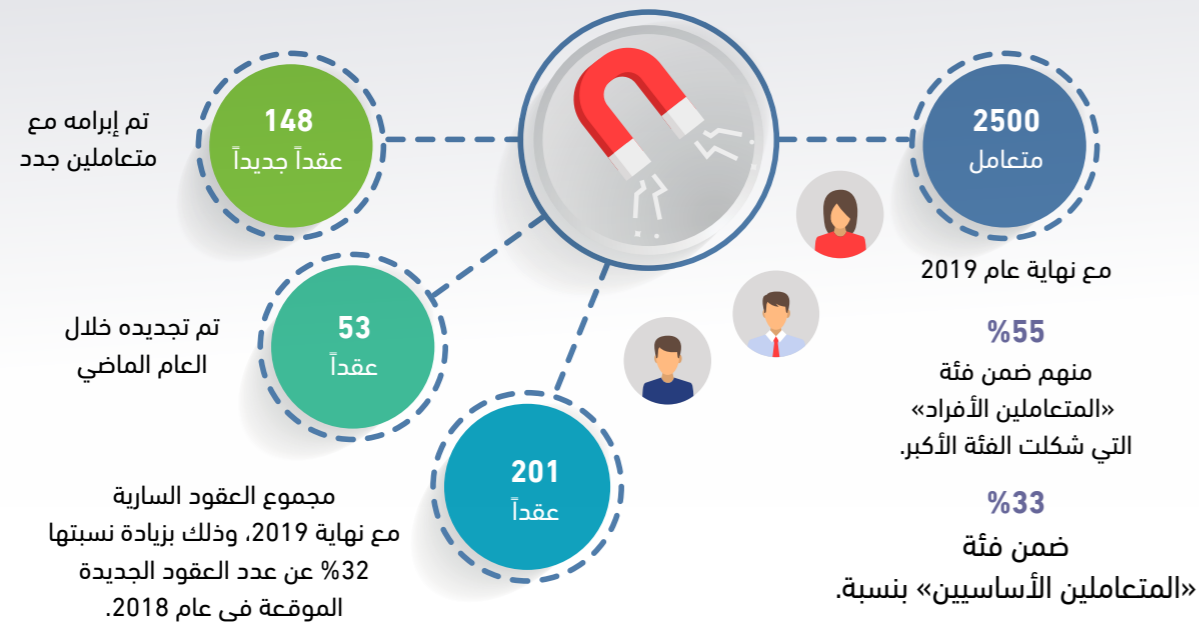 2500
متعامل
مع نهاية عام 2019
%55
منهم ضمن فئة
«المتعاملين الأفراد»
التي شكلت الفئة الأكبر.
%33
ضمن فئة
«المتعاملين الأساسيين» بنسبة.
148
عقداً جديداً
تم إبرامه مع
متعاملين جدد
53
عقداً
تم تجديده خلال
العام الماضي
201
عقداً
مجموع العقود السارية
مع نهاية 2019، وذلك بزيادة نسبتها
32% عن عدد العقود الجديدة
الموقعة في عام 2018.